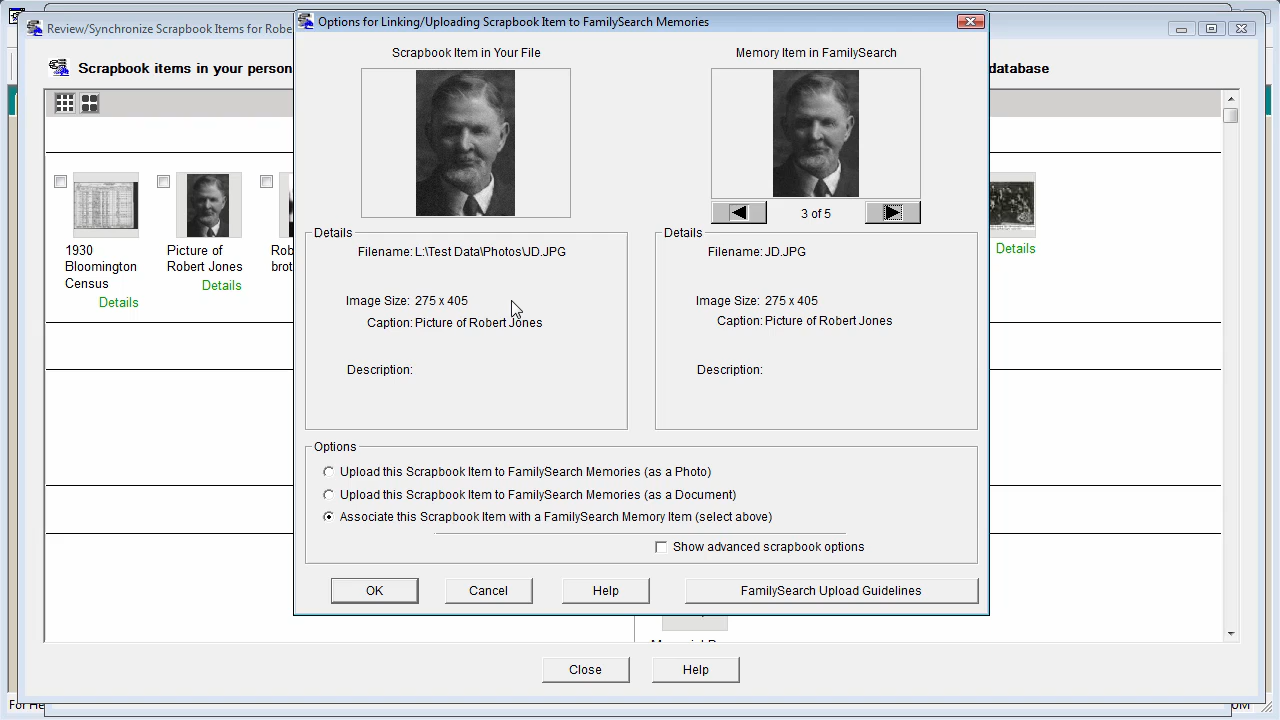 Options for Linking/Uploading Scrapbook Item to FamilySearch Memories
Review/Synchronize Scrapbook Items for Robe
Scrapbook items in your person
database
Scrapbook Item in Your File
Memory Item in FamilySearch
3 of 5
1930
Bloomington
Census
Details
Picture of
Robert Jones
Details
Rob
brot
Details
Details
Filename: L:\Test Data\Photos\JD.JPG
Image Size: 275 x 405
Caption: Picture of Robert Jones
Description:
Details
Filename: JD.JPG
Image Size: 275 x 405
Caption: Picture of Robert Jones
Description:
Options
Upload this Scrapbook Item to FamilySearch Memories (as a Photo)
Upload this Scrapbook Item to FamilySearch Memories (as a Document)
Associate this Scrapbook Item with a FamilySearch Memory Item (select above)
Show advanced scrapbook options
OK
Cancel
Help
FamilySearch Upload Guidelines
Close
Help
For He
UM